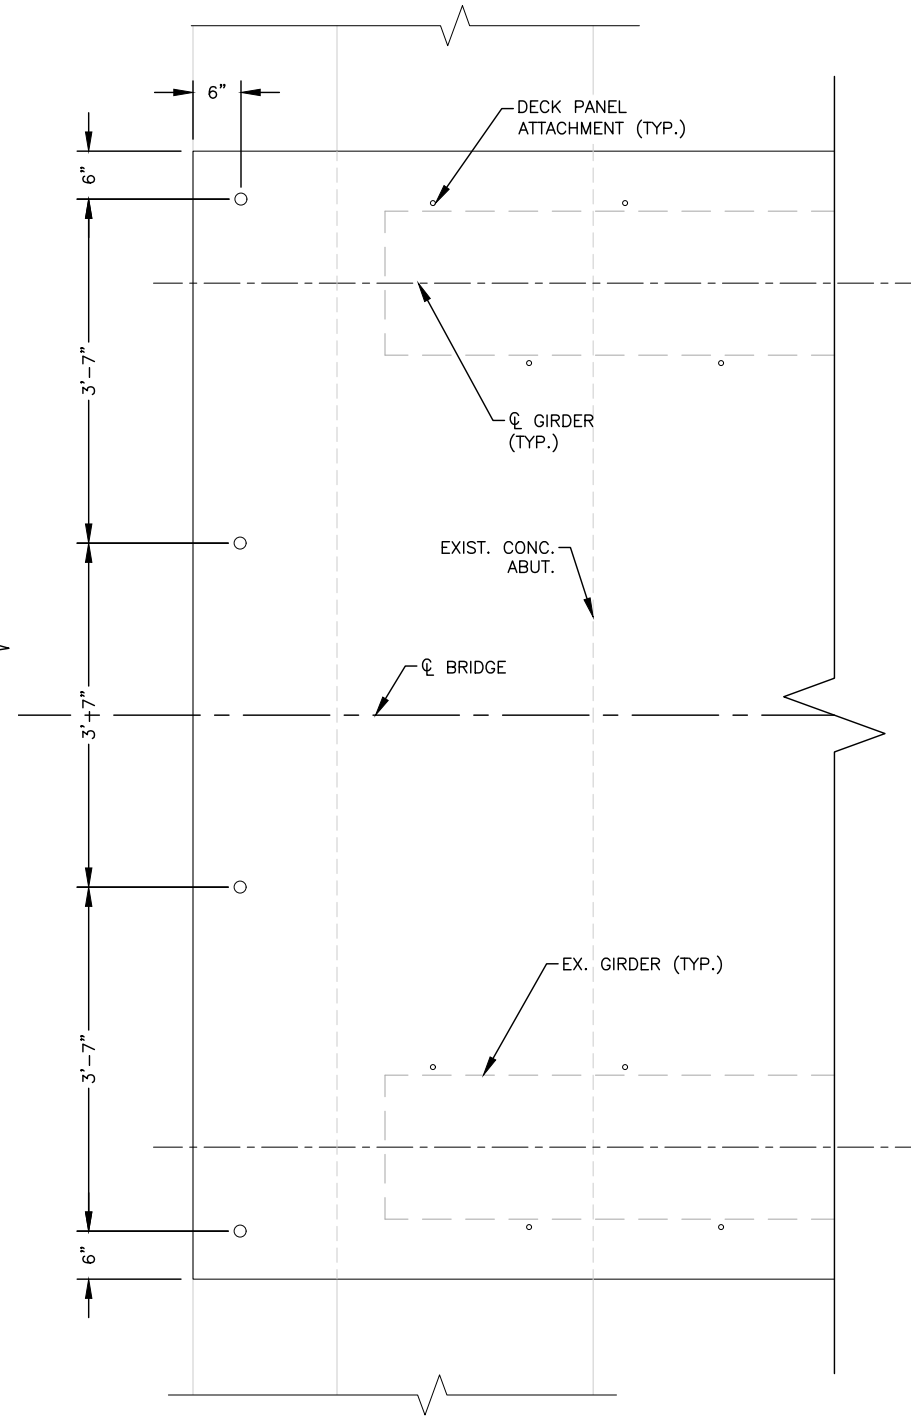 6"
DECK PANEL
ATTACHMENT (TYP.)
6"
3'-7"
℄ GIRDER
(TYP.)
EXIST. CONC.
ABUT.
℄ BRIDGE
3'-7"
EX. GIRDER (TYP.)
3'-7"
6"